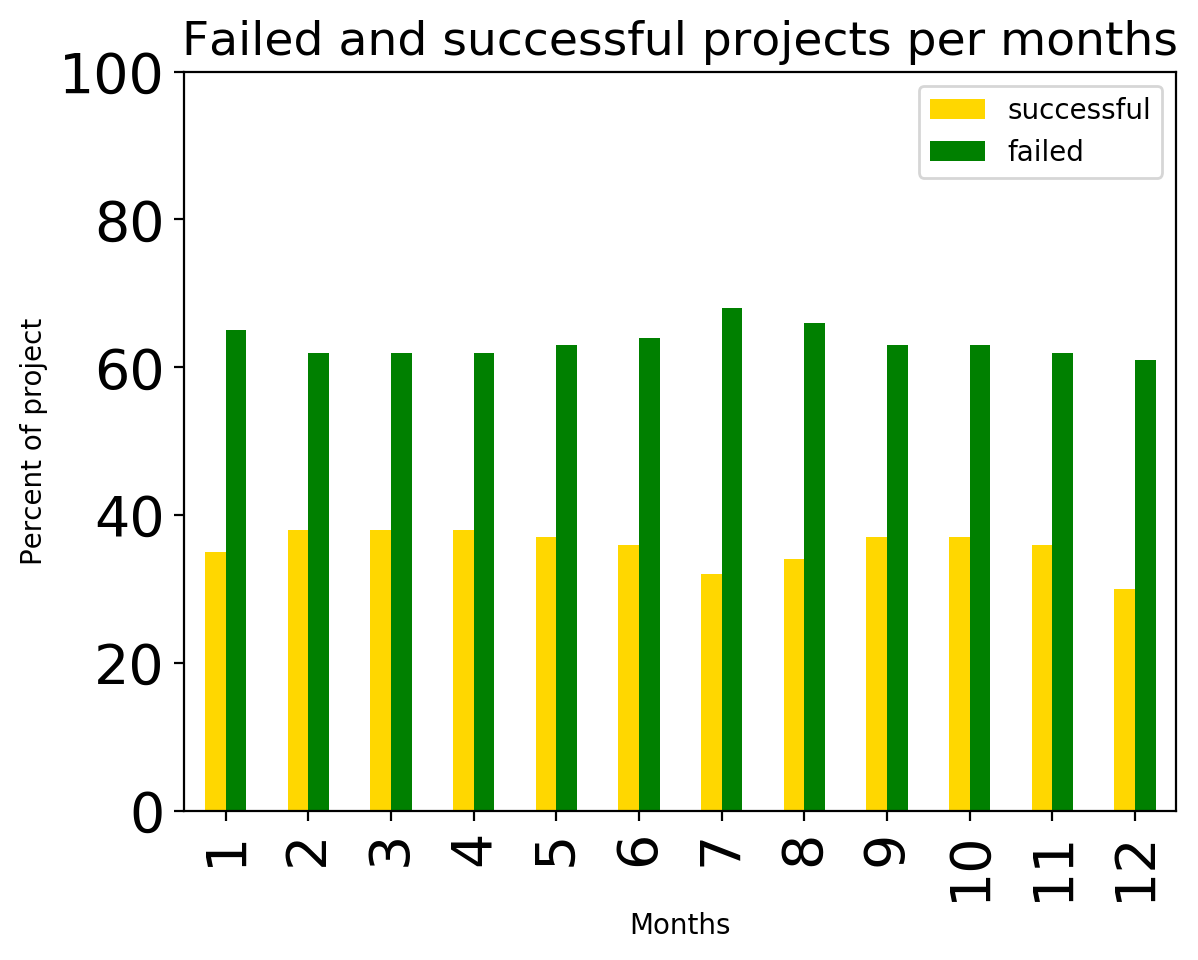 Failed and successful projects per months
100
80
60
40
20
0
Percent of project
successful
failed
1 2 3 4 5 6 7 8 9 10 11 12
Months